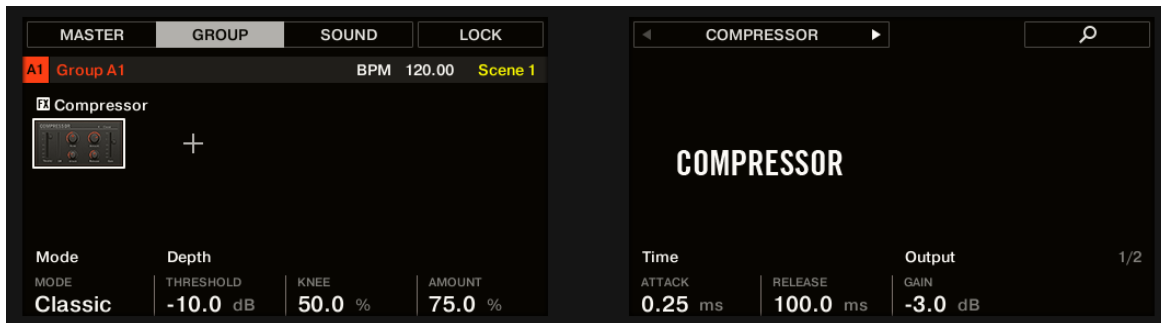 MASTER GROUP SOUND LOCK
A1 Group A1 BPM 120.00 Scene 1
FX Compressor
Mode Depth
MODE THRESHOLD KNEE AMOUNT
Classic -10.0 dB 50.0 % 75.0 %
COMPRESSOR
COMPRESSOR
Time Output 1/2
ATTACK RELEASE GAIN
0.25 ms 100.0 ms -3.0 dB